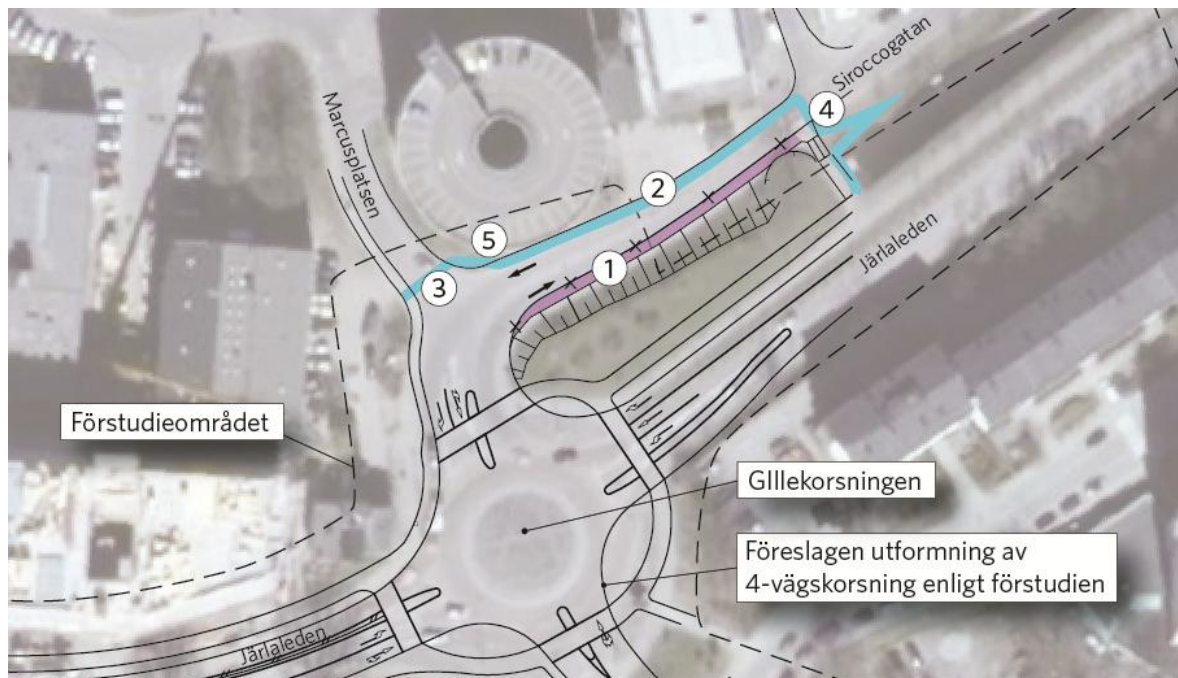 Siroccogatan
4
Marcusplatsen
2
5
1
3
Järlaleden
Förstudieområdet
GIllekorsningen
Föreslagen utformning av
4-vägskorsning enligt förstudien
Järlaleden